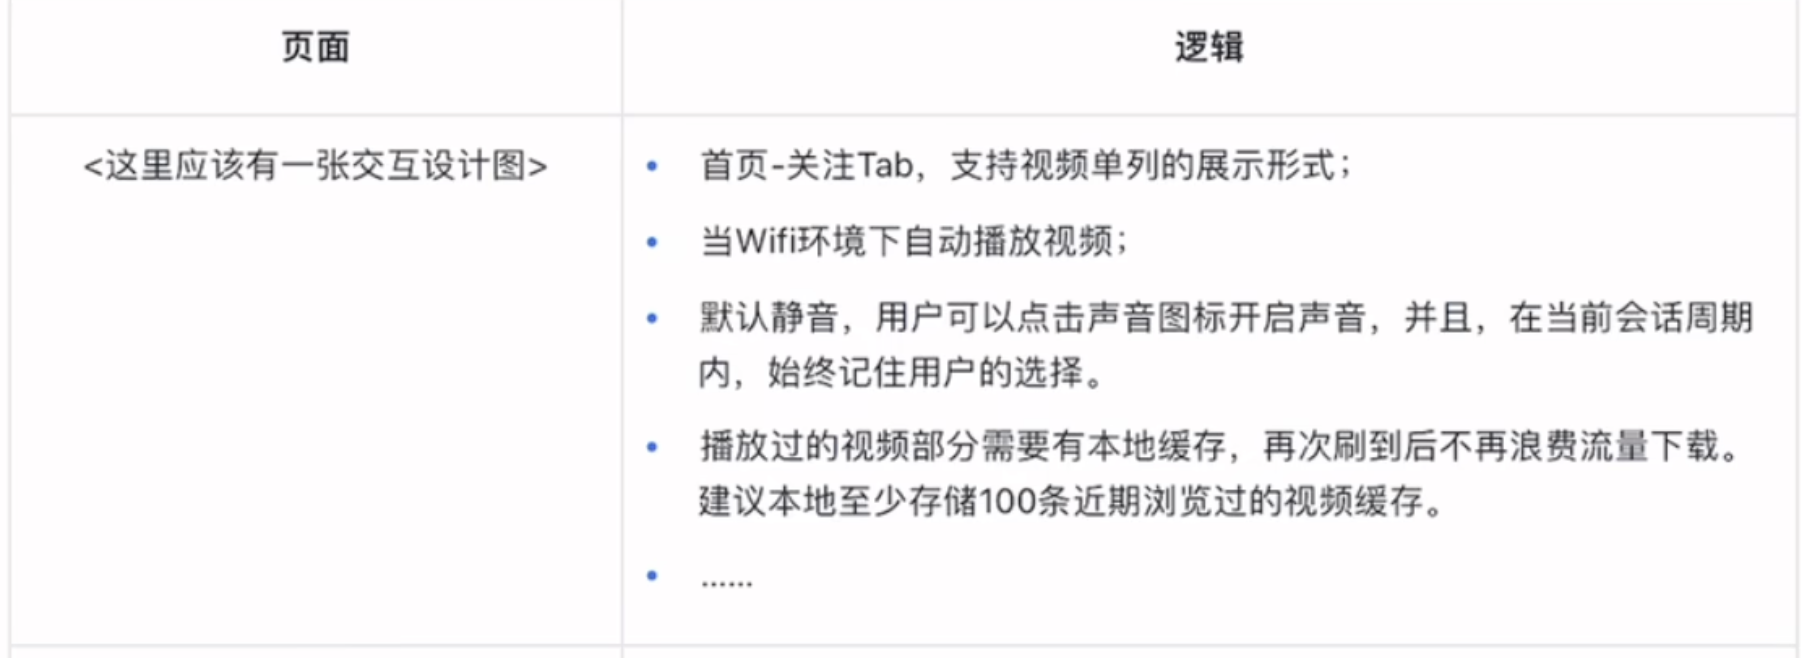 页面
逻辑
<这里应该有一张交互设计图>
首页-关注Tab，支持视频单列的展示形式；
当Wifi环境下自动播放视频；
默认静音，用户可以点击声音图标开启声音，并且，在当前会话周期
内，始终记住用户的选择。
播放过的视频部分需要有本地缓存，再次刷到后不再浪费流量下载。
建议本地至少存储100条近期浏览过的视频缓存。
......